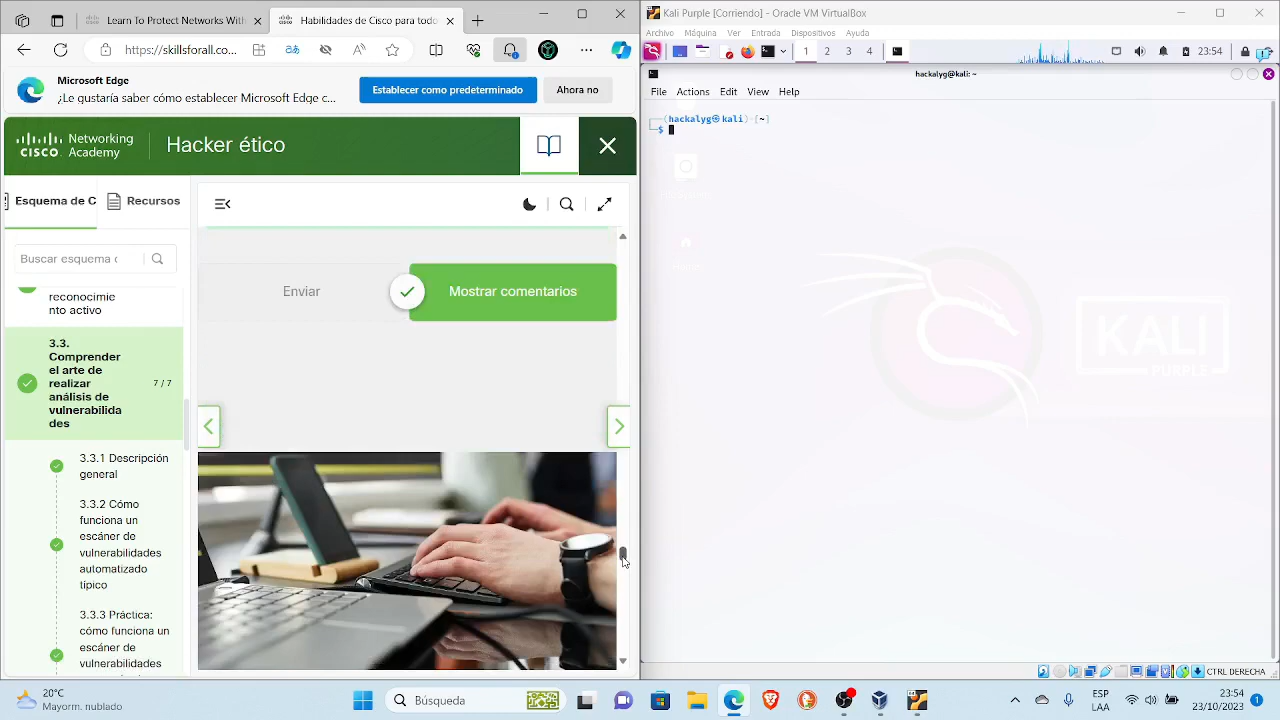 Learn To Protect Networks with
Habilidades de para todo
https://skillsforall.co...
Microsoft Edge
¿Le gustaría saber cómo establecer Microsoft Edge c...
Establecer como predeterminado
Ahora no
CISCO
Networking
Academy
Hacker ético
Esquema de C
Recursos
Buscar esquema c
reconocimie
nto activo
3.3.
Comprender
el arte de
realizar
análisis de
vulnerabilida
des
7 / 7
3.3.1 Descripción
general
3.3.2 Cómo
funciona un
escáner de
vulnerabilidades
automatizado
típico
3.3.3 Práctica:
cómo funciona un
escáner de
vulnerabilidades
Enviar
Mostrar comentarios
Kali Purple [Corriendo] - Oracle VM VirtualBox
Archivo Máquina Ver Entrada Dispositivos Ayuda
1 2 3 4
23:54
hackalyg@kali: ~
File Actions Edit View Help
(hackalyg㉿kali)-[~]
$
KALI
PURPLE
CTRL DERECHA
20°C
Mayorm. nublado
Búsqueda
ESP
LAA
23:54
23/10/2023
1